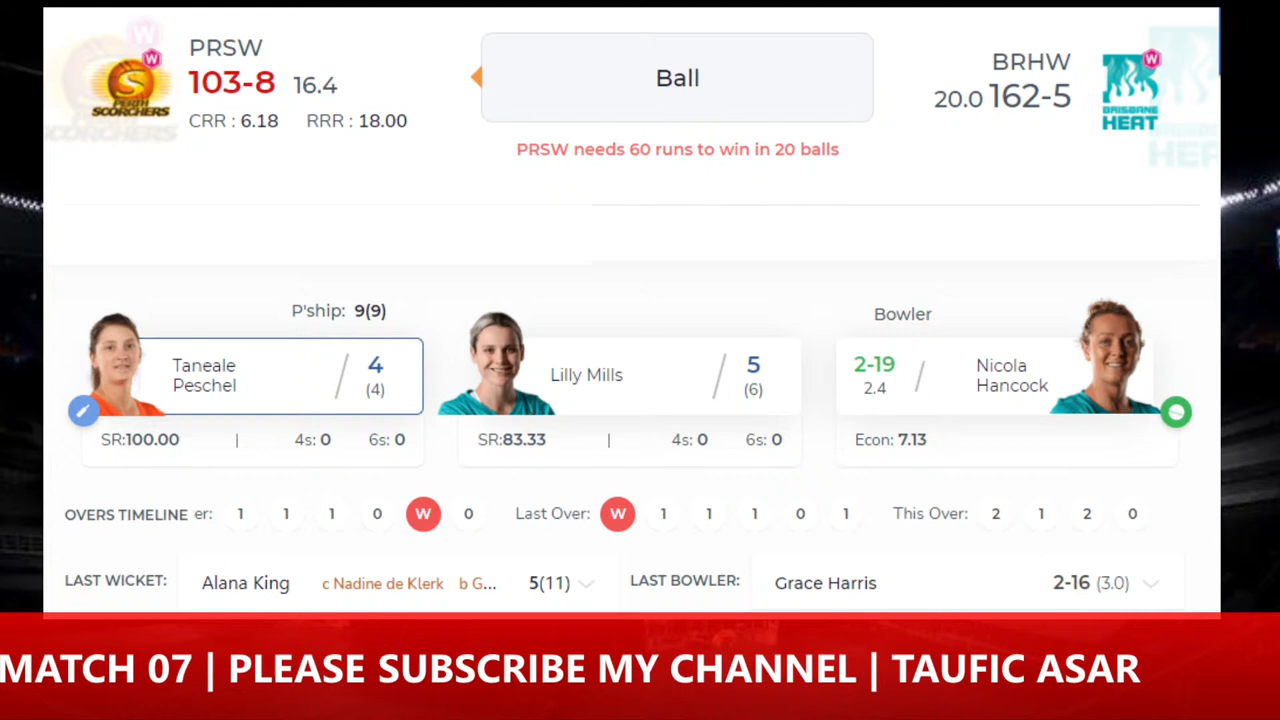 PRSW
103-8 16.4
CRR : 6.18 RRR : 18.00
W
PERTH
SCORCHERS
Ball
PRSW needs 60 runs to win in 20 balls
BRHW
20.0 162-5
W
BRISBANE
HEAT
P'ship: 9(9)
Bowler
Taneale
Peschel
4
(4)
SR:100.00 | 4s: 0 6s: 0
Lilly Mills
5
(6)
SR:83.33 | 4s: 0 6s: 0
2-19
2.4
Nicola
Hancock
Econ: 7.13
OVERS TIMELINE er: 1 1 1 0 W 0 Last Over: W 1 1 1 0 1 This Over: 2 1 2 0
LAST WICKET: Alana King c Nadine de Klerk b G... 5(11) LAST BOWLER: Grace Harris 2-16 (3.0)
MATCH 07 | PLEASE SUBSCRIBE MY CHANNEL | TAUFIC ASAR